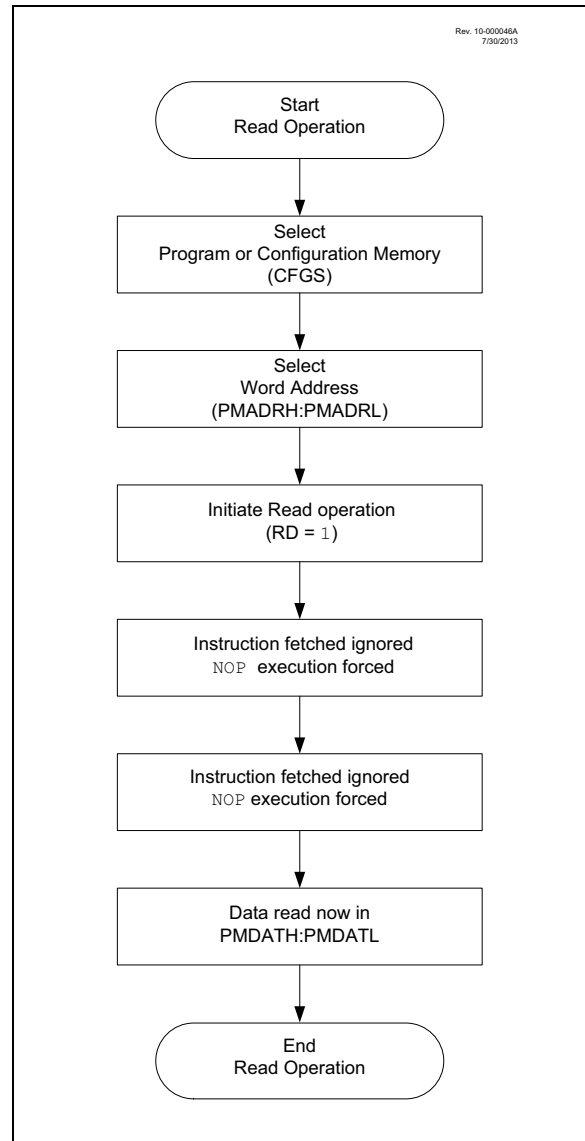 Rev. 10-000046A
7/30/2013
Start
Read Operation
Select
Program or Configuration Memory
(CFGS)
Select
Word Address
(PMADRH:PMADRL)
Initiate Read operation
(RD = 1)
Instruction fetched ignored
NOP execution forced
Instruction fetched ignored
NOP execution forced
Data read now in
PMDATH:PMDATL
End
Read Operation